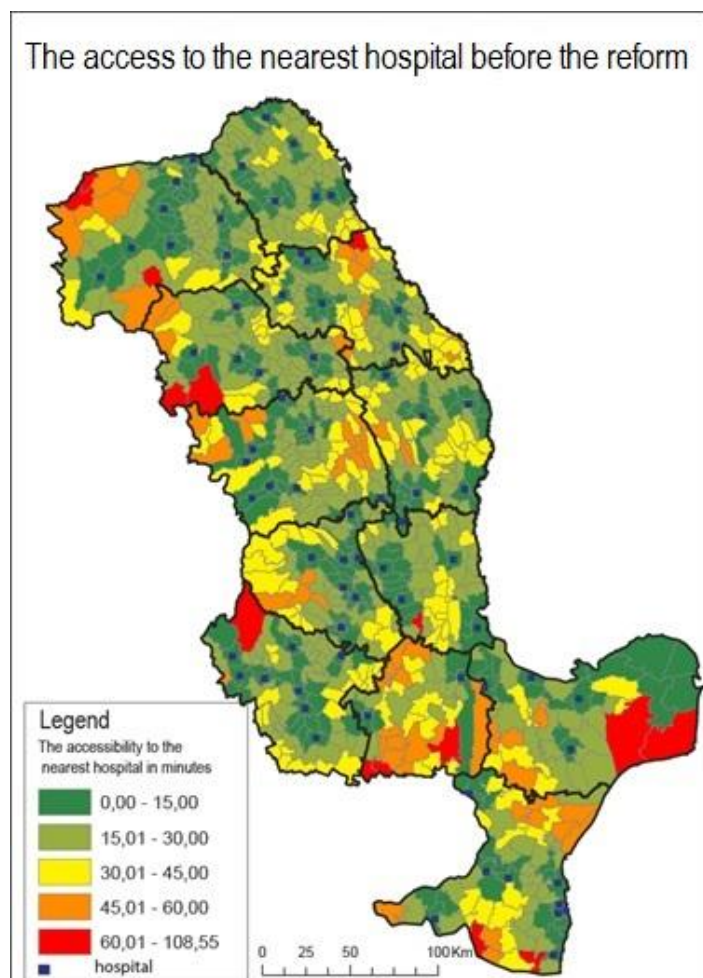 The access to the nearest hospital before the reform
Legend
The accessibility to the
nearest hospital in minutes
0,00 - 15,00
15,01 - 30,00
30,01 - 45,00
45,01 - 60,00
60,01 - 108,55
hospital
0 25 50 100 Km